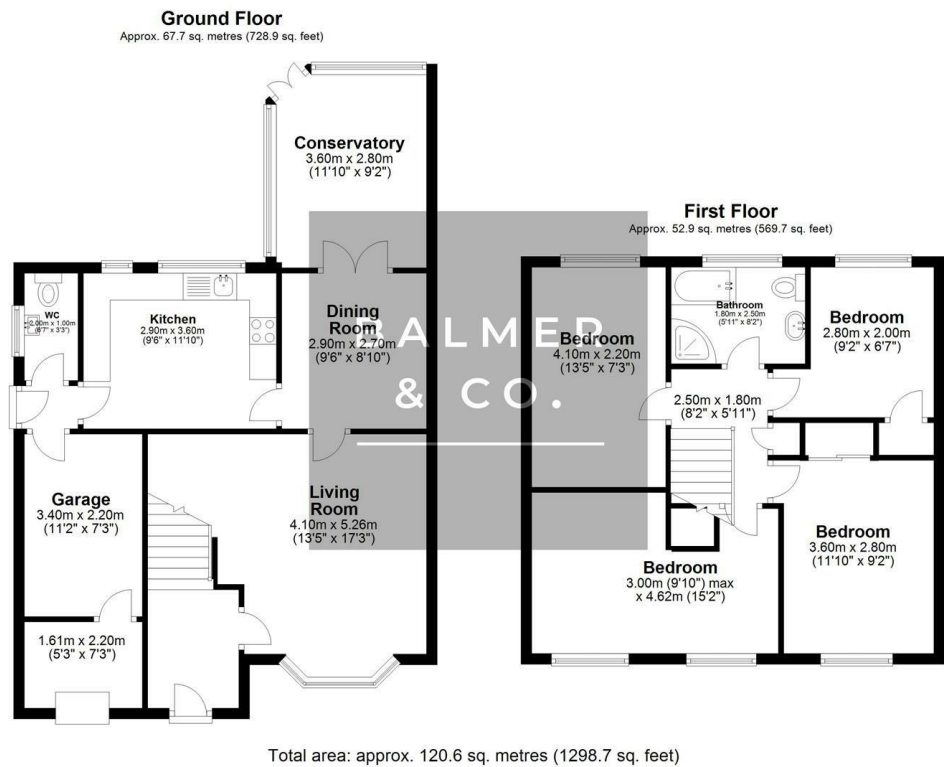 Ground Floor
Approx. 67.7 sq. metres (728.9 sq. feet)
Conservatory
3.60m x 2.80m
(11'10" x 9'2")
First Floor
Approx. 52.9 sq. metres (569.7 sq. feet)
WC
2.00m x 1.00m
(6'7" x 3'3")
Kitchen
2.90m x 3.60m
(9'6" x 11'10")
Dining
Room
2.90m x 2.70m
(9'6" x 8'10")
BALMER
& CO.
Bedroom
4.10m x 2.20m
(13'5" x 7'3")
Bathroom
1.80m x 2.50m
(5'11" x 8'2")
Bedroom
2.80m x 2.00m
(9'2" x 6'7")
2.50m x 1.80m
(8'2" x 5'11")
Garage
3.40m x 2.20m
(11'2" x 7'3")
Living
Room
4.10m x 5.26m
(13'5" x 17'3")
Bedroom
3.00m (9'10") max
x 4.62m (15'2")
Bedroom
3.60m x 2.80m
(11'10" x 9'2")
1.61m x 2.20m
(5'3" x 7'3")
Total area: approx. 120.6 sq. metres (1298.7 sq. feet)